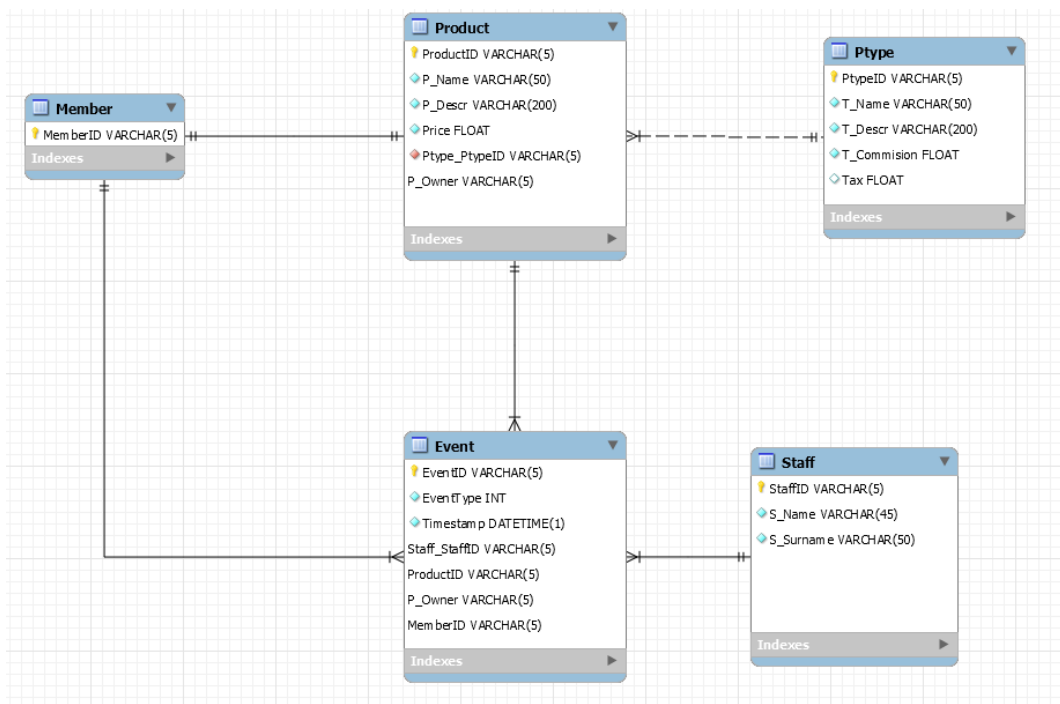 Product
ProductID VARCHAR(5)
P_Name VARCHAR(50)
P_Descr VARCHAR(200)
Price FLOAT
Ptype_PtypeID VARCHAR(5)
P_Owner VARCHAR(5)
Indexes
Ptype
PtypeID VARCHAR(5)
T_Name VARCHAR(50)
T_Descr VARCHAR(200)
T_Commision FLOAT
Tax FLOAT
Indexes
Member
MemberID VARCHAR(5)
Indexes
Event
EventID VARCHAR(5)
EventType INT
Timestamp DATETIME(1)
Staff_StaffID VARCHAR(5)
ProductID VARCHAR(5)
P_Owner VARCHAR(5)
MemberID VARCHAR(5)
Indexes
Staff
StaffID VARCHAR(5)
S_Name VARCHAR(45)
S_Surname VARCHAR(50)
Indexes